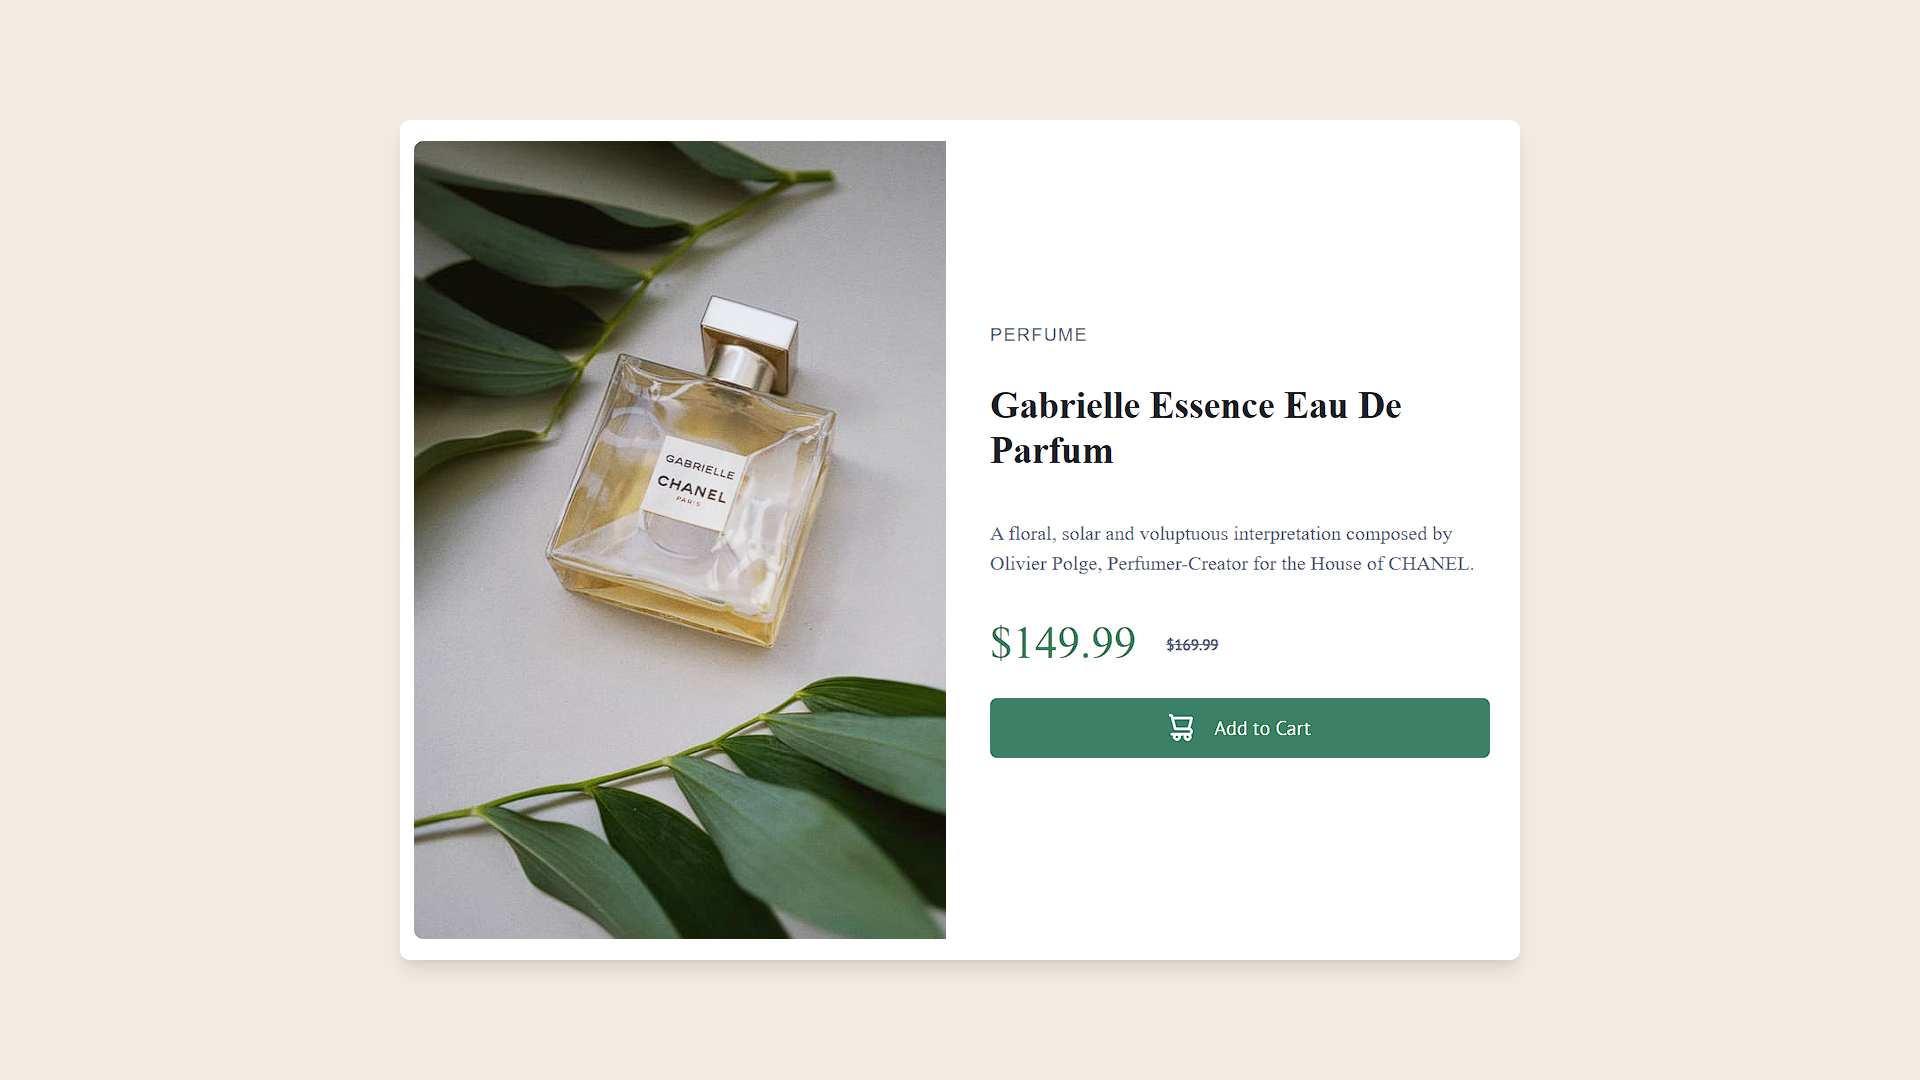 GABRIELLE
CHANEL
PARIS
PERFUME
Gabrielle Essence Eau De
Parfum
A floral, solar and voluptuous interpretation composed by
Olivier Polge, Perfumer-Creator for the House of CHANEL.
$149.99 $169.99
Add to Cart